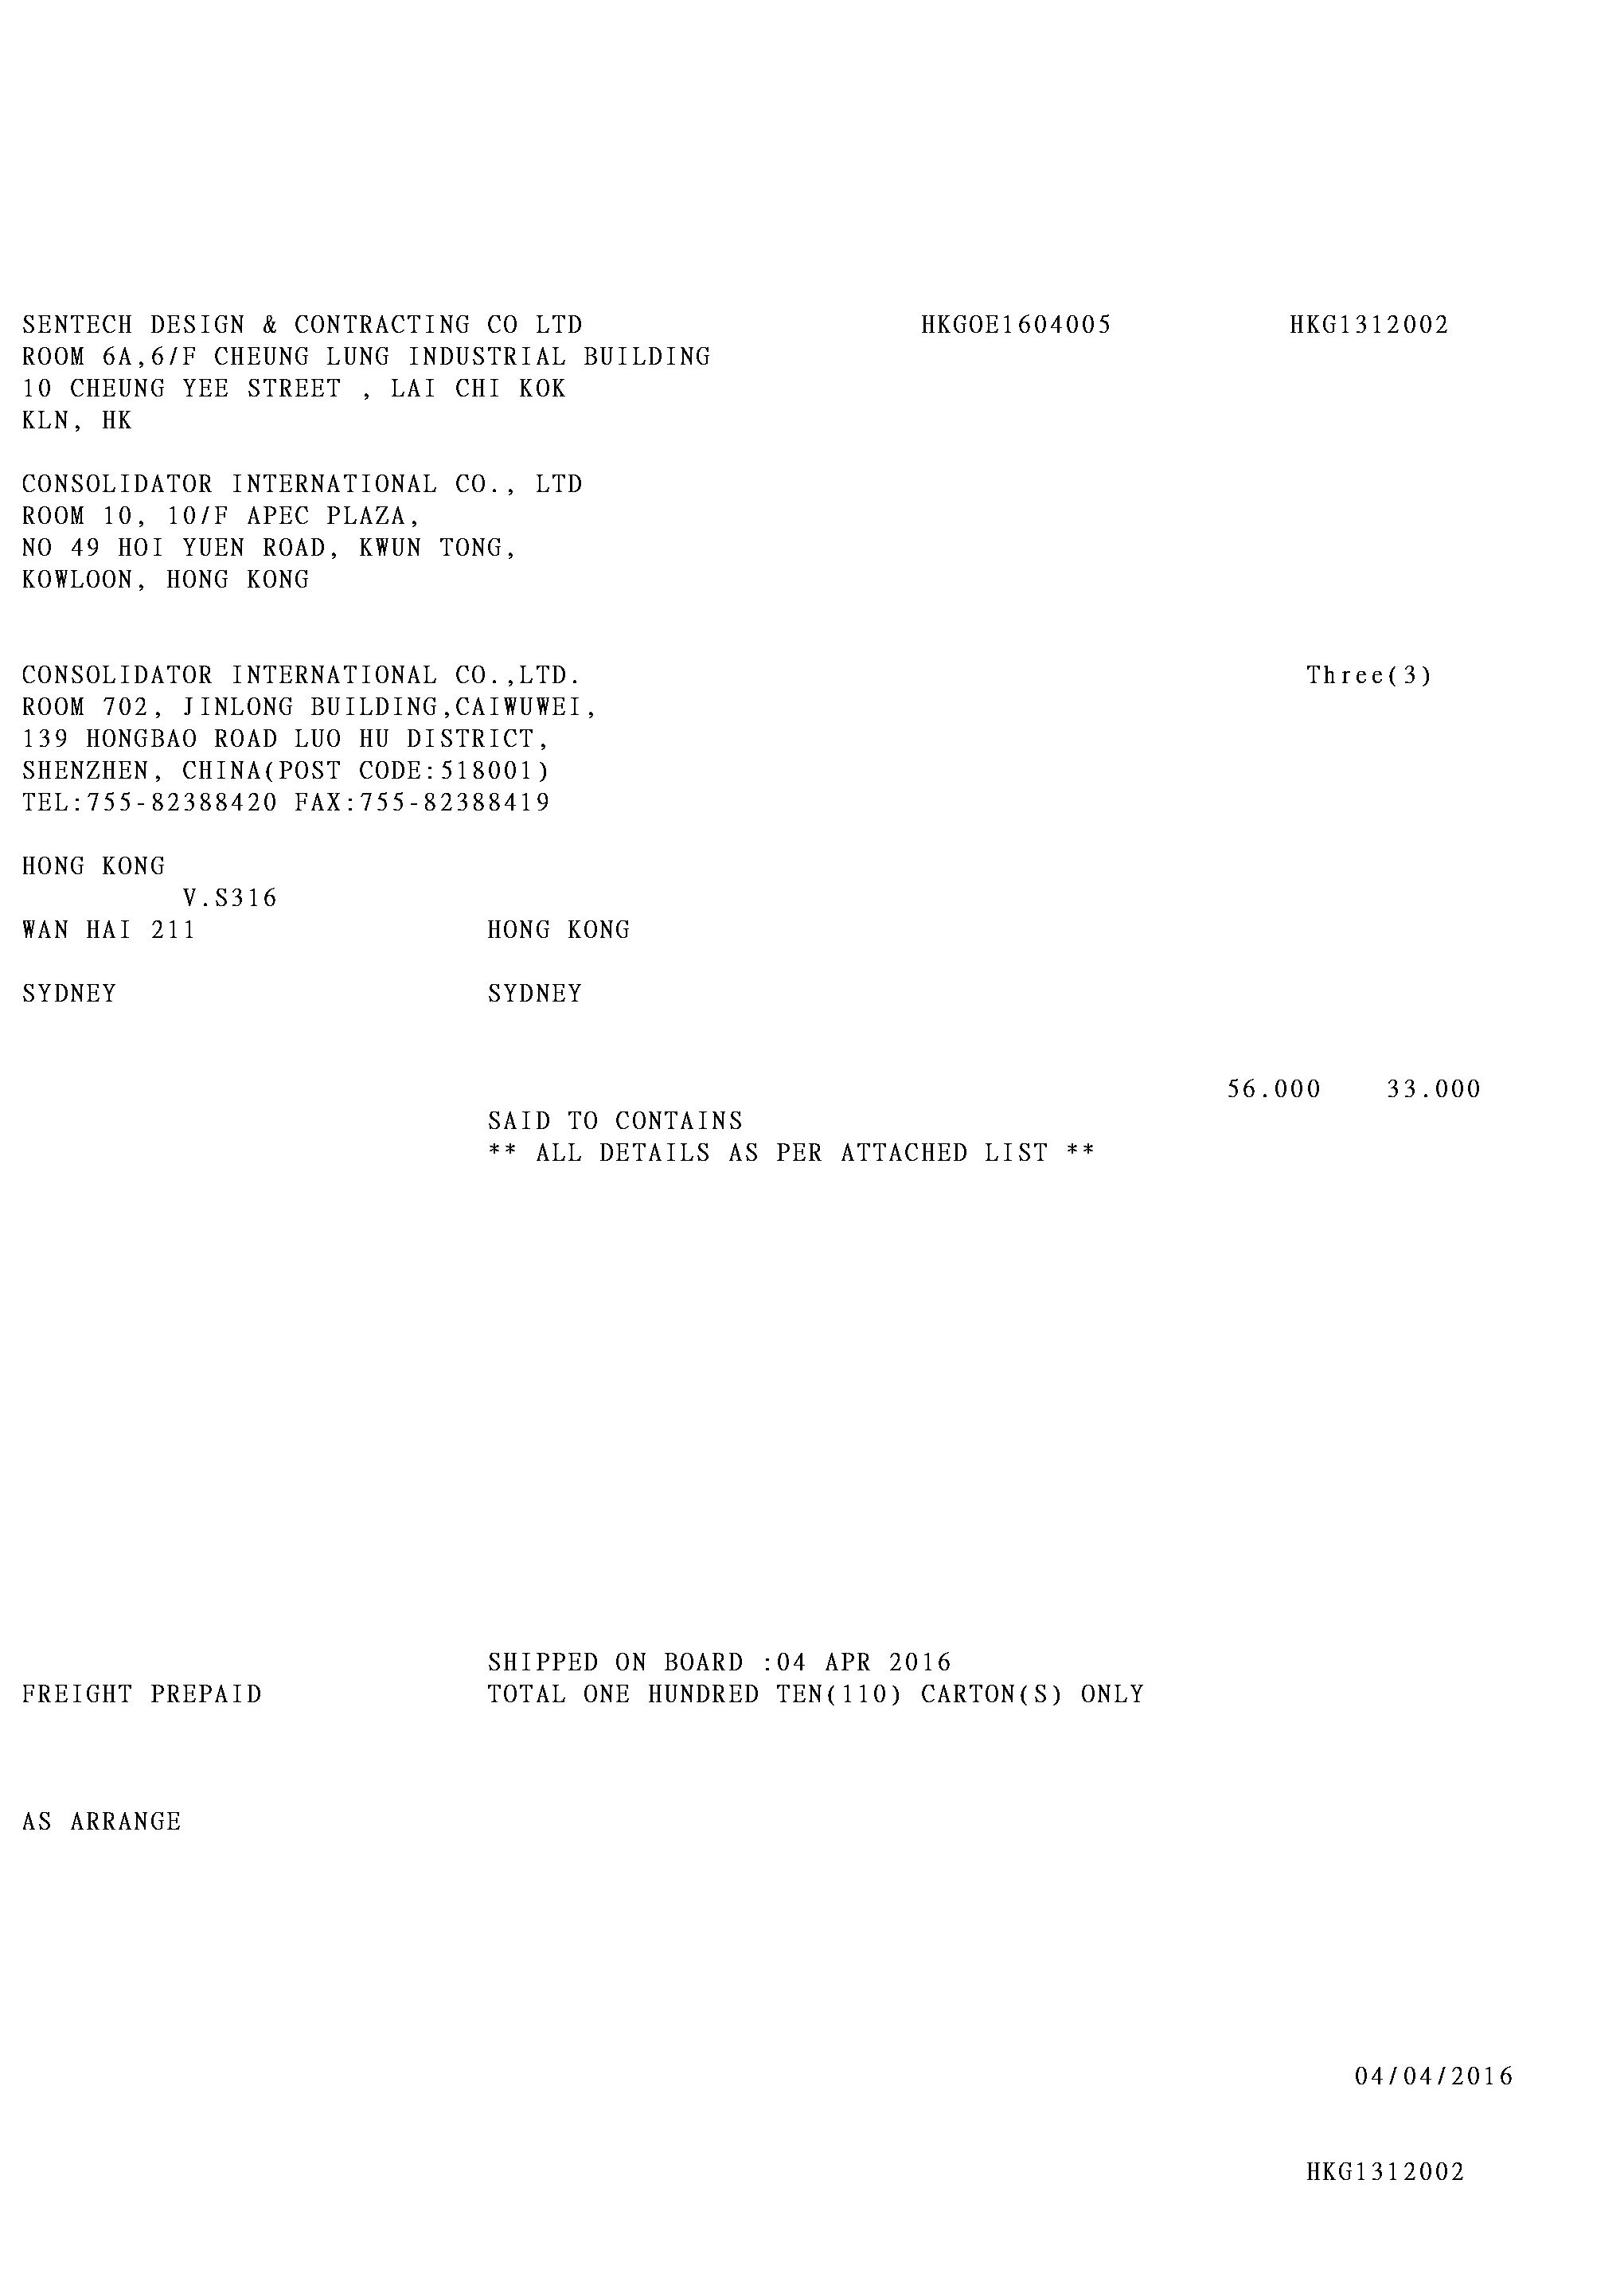 SENTECH DESIGN & CONTRACTING CO LTD HKGOE1604005 HKG1312002
ROOM 6A,6/F CHEUNG LUNG INDUSTRIAL BUILDING
10 CHEUNG YEE STREET , LAI CHI KOK
KLN, HK
CONSOLIDATOR INTERNATIONAL CO., LTD
ROOM 10, 10/F APEC PLAZA,
NO 49 HOI YUEN ROAD, KWUN TONG,
KOWLOON, HONG KONG
CONSOLIDATOR INTERNATIONAL CO.,LTD. Three(3)
ROOM 702, JINLONG BUILDING,CAIWUWEI,
139 HONGBAO ROAD LUO HU DISTRICT,
SHENZHEN, CHINA(POST CODE:518001)
TEL:755-82388420 FAX:755-82388419
HONG KONG
V.S316
WAN HAI 211 HONG KONG
SYDNEY SYDNEY
56.000 33.000
SAID TO CONTAINS
** ALL DETAILS AS PER ATTACHED LIST **
SHIPPED ON BOARD :04 APR 2016
FREIGHT PREPAID TOTAL ONE HUNDRED TEN(110) CARTON(S) ONLY
AS ARRANGE
04/04/2016
HKG1312002